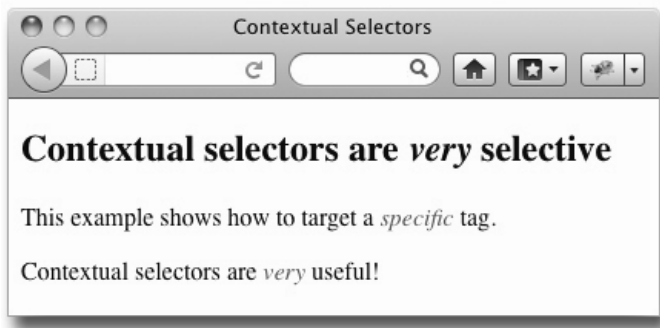 Contextual Selectors
Contextual selectors are very selective
This example shows how to target a specific tag.
Contextual selectors are very useful!